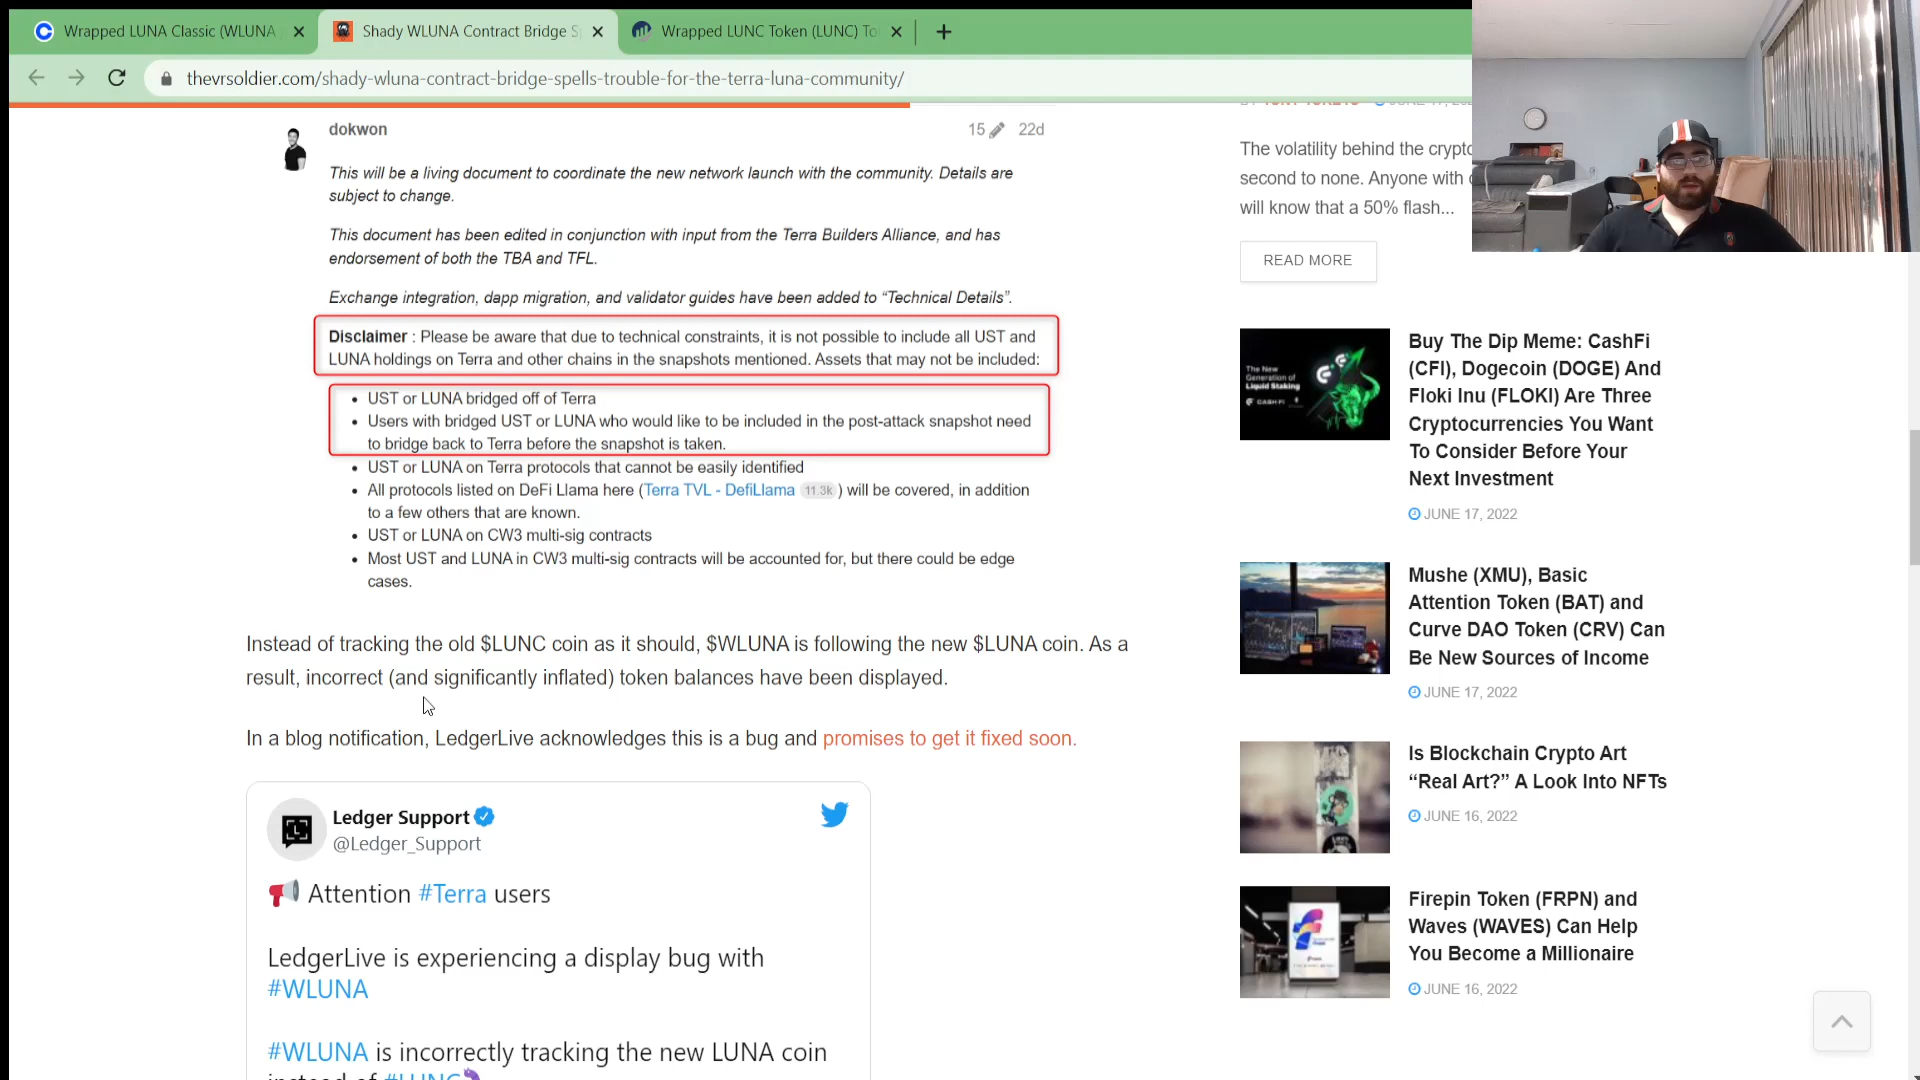 Wrapped LUNA Classic (WLUNA
Shady WLUNA Contract Bridge S
Wrapped LUNC Token (LUNC) To
thevrsoldier.com/shady-wluna-contract-bridge-spells-trouble-for-the-terra-luna-community/
dokwon
15 22d
This will be a living document to coordinate the new network launch with the community. Details are
subject to change.
This document has been edited in conjunction with input from the Terra Builders Alliance, and has
endorsement of both the TBA and TFL.
Exchange integration, dapp migration, and validator guides have been added to “Technical Details”.
Disclaimer : Please be aware that due to technical constraints, it is not possible to include all UST and
LUNA holdings on Terra and other chains in the snapshots mentioned. Assets that may not be included:
• UST or LUNA bridged off of Terra
• Users with bridged UST or LUNA who would like to be included in the post-attack snapshot need
to bridge back to Terra before the snapshot is taken.
• UST or LUNA on Terra protocols that cannot be easily identified
• All protocols listed on DeFi Llama here (Terra TVL - DefiLlama 11.3k ) will be covered, in addition
to a few others that are known.
• UST or LUNA on CW3 multi-sig contracts
• Most UST and LUNA in CW3 multi-sig contracts will be accounted for, but there could be edge
cases.
Instead of tracking the old $LUNC coin as it should, $WLUNA is following the new $LUNA coin. As a
result, incorrect (and significantly inflated) token balances have been displayed.
In a blog notification, LedgerLive acknowledges this is a bug and promises to get it fixed soon.
Ledger Support
@Ledger_Support
Attention #Terra users
LedgerLive is experiencing a display bug with
#WLUNA
#WLUNA is incorrectly tracking the new LUNA coin
instead of #LUNC
The volatility behind the crypto
second to none. Anyone with
will know that a 50% flash...
READ MORE
The New
Generation of
Liquid Staking
CASHFI
Buy The Dip Meme: CashFi
(CFI), Dogecoin (DOGE) And
Floki Inu (FLOKI) Are Three
Cryptocurrencies You Want
To Consider Before Your
Next Investment
JUNE 17, 2022
Mushe (XMU), Basic
Attention Token (BAT) and
Curve DAO Token (CRV) Can
Be New Sources of Income
JUNE 17, 2022
Is Blockchain Crypto Art
“Real Art?” A Look Into NFTs
JUNE 16, 2022
Firepin Token (FRPN) and
Waves (WAVES) Can Help
You Become a Millionaire
JUNE 16, 2022